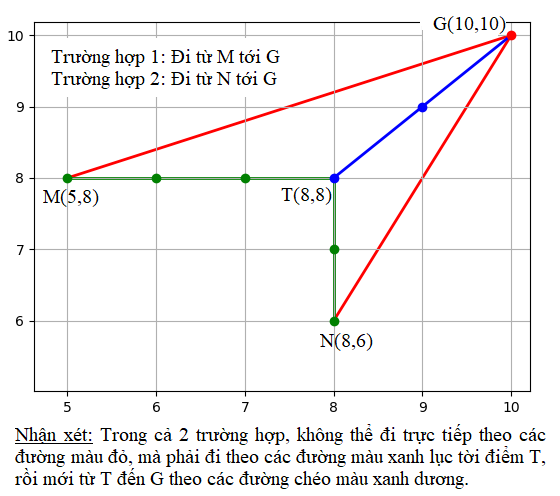 G(10,10)
10
Trường hợp 1: Đi từ M tới G
Trường hợp 2: Đi từ N tới G
9
8
M(5,8)
T(8,8)
7
6
N(8,6)
5 6 7 8 9 10
Nhận xét: Trong cả 2 trường hợp, không thể đi trực tiếp theo các
đường màu đỏ, mà phải đi theo các đường màu xanh lục tời điểm T,
rồi mới từ T đến G theo các đường chéo màu xanh dương.